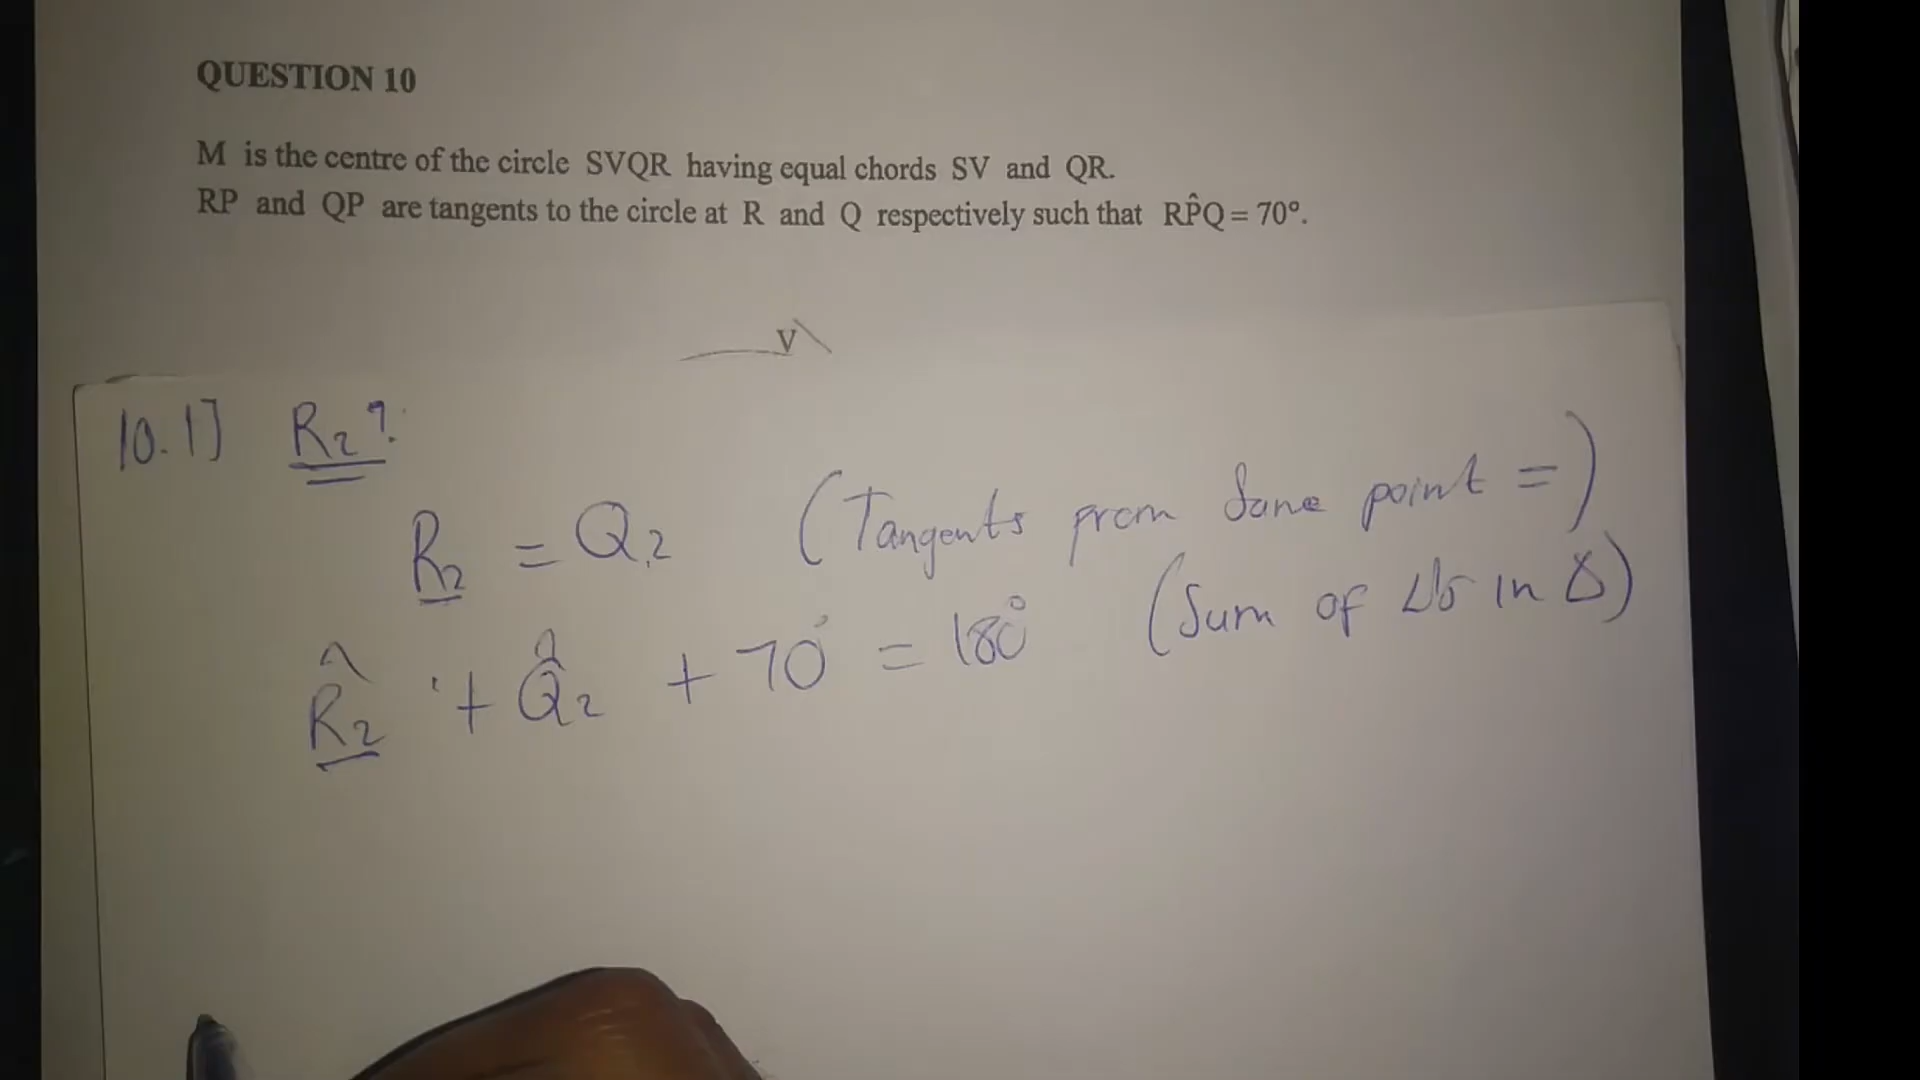 QUESTION 10
M is the centre of the circle SVQR having equal chords SV and QR.
RP and QP are tangents to the circle at R and Q respectively such that RP̂Q = 70°.
V
10.1] R₂?
R₂ = Q₂ (Tangents from Same point =)
R̂₂ + Q̂₂ + 70° = 180° (Sum of ∠s in Δ)